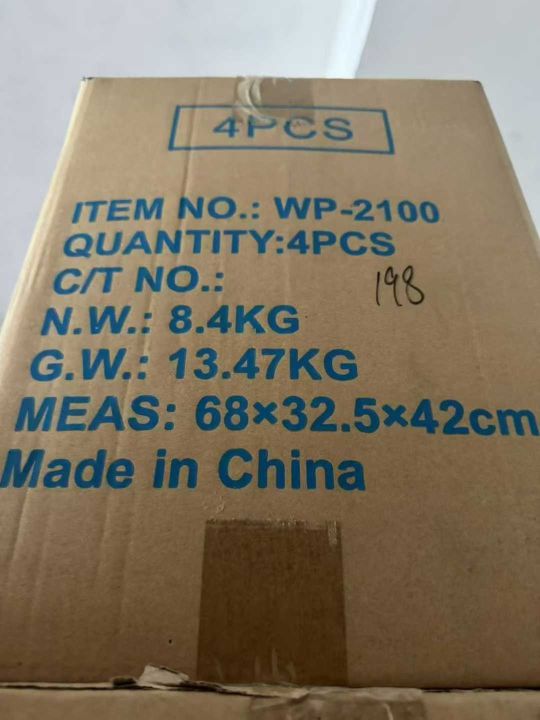 4PCS
ITEM NO.: WP-2100
QUANTITY:4PCS
C/T NO.: 198
N.W.: 8.4KG
G.W.: 13.47KG
MEAS: 68×32.5×42cm
Made in China